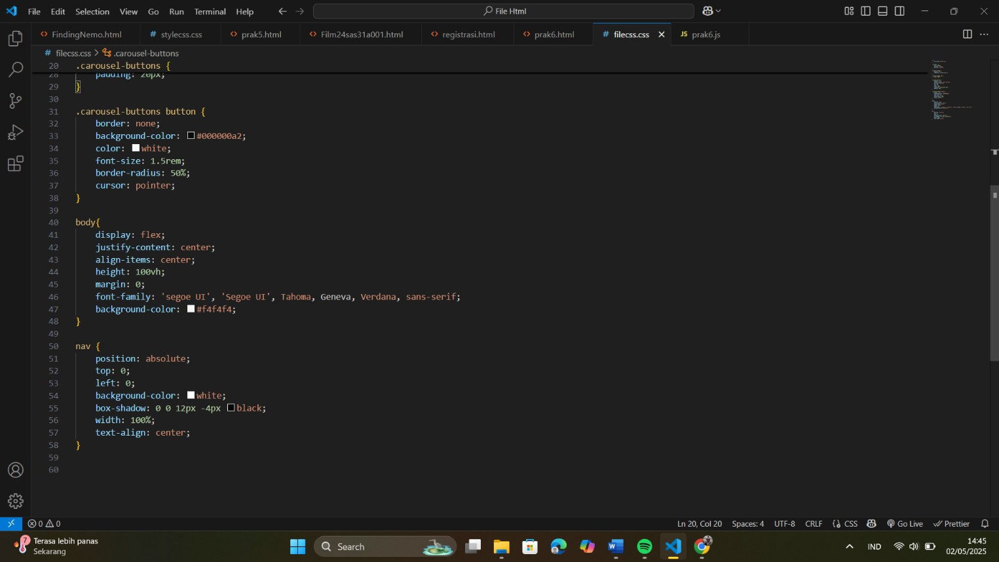 File Edit Selection View Go Run Terminal Help
File Html
FindingNemo.html
stylecss.css
prak5.html
Film24sas31a001.html
registrasi.html
prak6.html
filecss.css
JS prak6.js
# filecss.css > .carousel-buttons
20 .carousel-buttons {
28 padding: 20px;
29 }
30
31 .carousel-buttons button {
32 border: none;
33 background-color: #000000a2;
34 color: white;
35 font-size: 1.5rem;
36 border-radius: 50%;
37 cursor: pointer;
38 }
39
40 body{
41 display: flex;
42 justify-content: center;
43 align-items: center;
44 height: 100vh;
45 margin: 0;
46 font-family: 'segoe UI', 'Segoe UI', Tahoma, Geneva, Verdana, sans-serif;
47 background-color: #f4f4f4;
48 }
49
50 nav {
51 position: absolute;
52 top: 0;
53 left: 0;
54 background-color: white;
55 box-shadow: 0 0 12px -4px black;
56 width: 100%;
57 text-align: center;
58 }
59
60
0 0 Ln 20, Col 20 Spaces: 4 UTF-8 CRLF {} CSS Go Live Prettier
7 Terasa lebih panas
Sekarang
Search
IND
14:45
02/05/2025